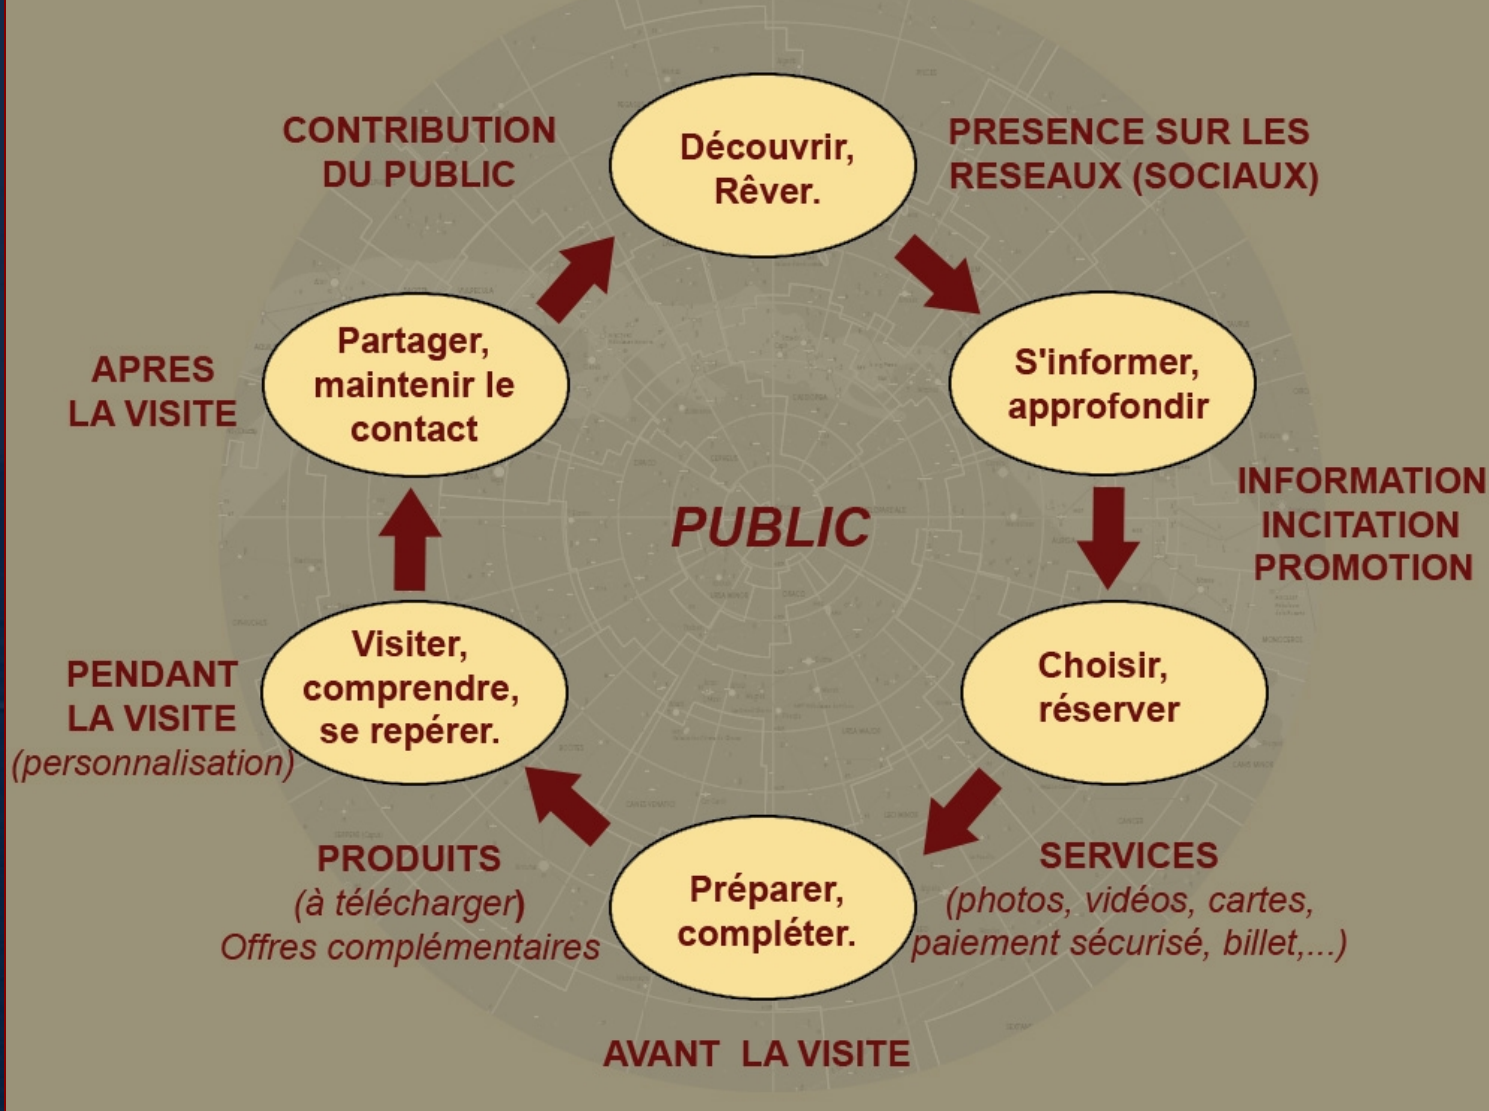 CONTRIBUTION
DU PUBLIC
Découvrir,
Rêver.
PRESENCE SUR LES
RESEAUX (SOCIAUX)
APRES
LA VISITE
Partager,
maintenir le
contact
S'informer,
approfondir
PUBLIC
INFORMATION
INCITATION
PROMOTION
PENDANT
LA VISITE
(personnalisation)
Visiter,
comprendre,
se repérer.
Choisir,
réserver
PRODUITS
(à télécharger)
Offres complémentaires
Préparer,
compléter.
SERVICES
(photos, vidéos, cartes,
paiement sécurisé, billet,...)
AVANT LA VISITE